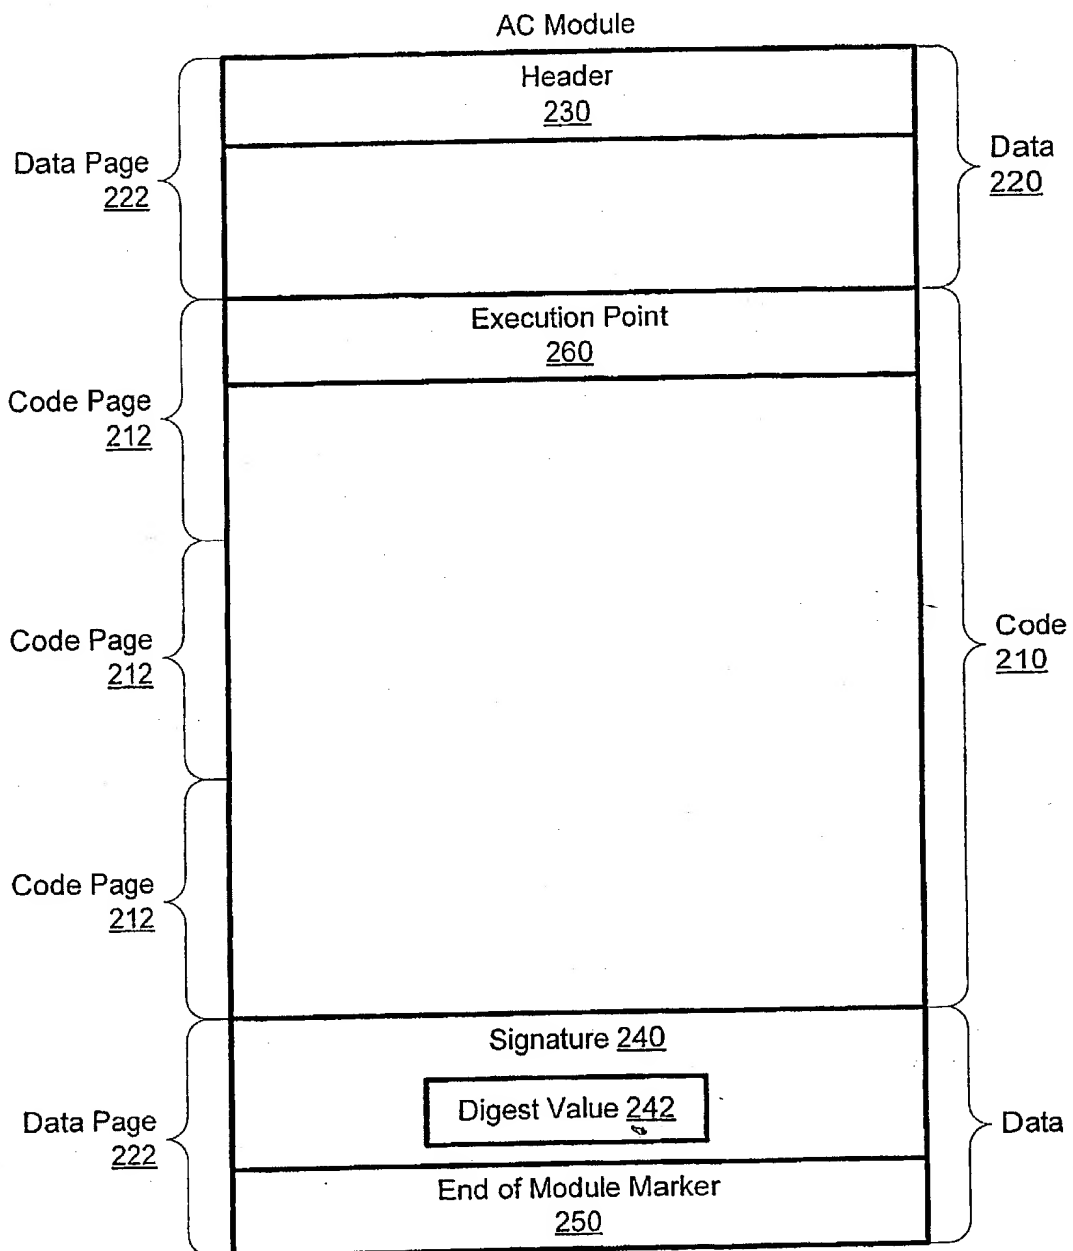 AC Module
Header
230
Data Page
222
Data
220
Execution Point
260
Code Page
212
Code Page
212
Code
210
Code Page
212
Signature 240
Digest Value 242
Data Page
222
Data
End of Module Marker
250